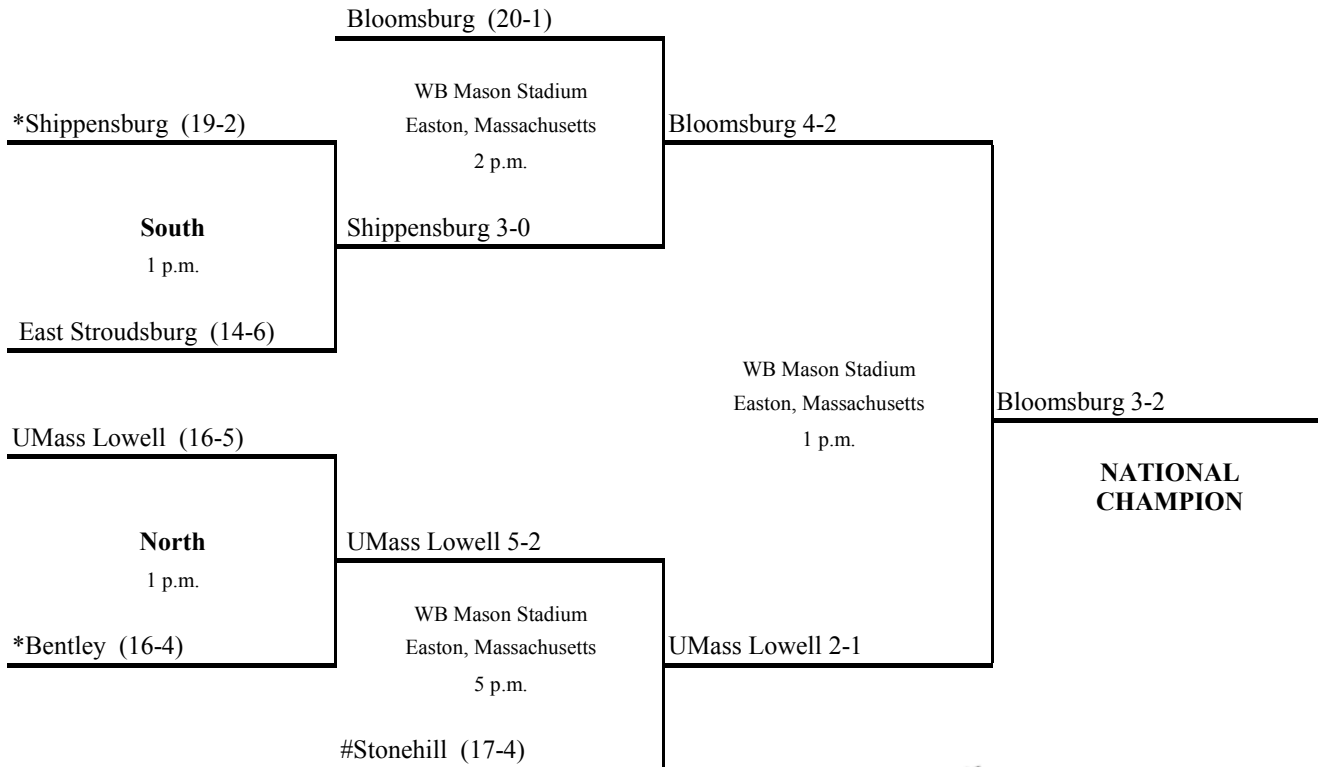 Bloomsburg (20-1)
WB Mason Stadium
Easton, Massachusetts
2 p.m.
*Shippensburg (19-2)
Bloomsburg 4-2
South
1 p.m.
Shippensburg 3-0
East Stroudsburg (14-6)
WB Mason Stadium
Easton, Massachusetts
1 p.m.
Bloomsburg 3-2
NATIONAL
CHAMPION
UMass Lowell (16-5)
North
1 p.m.
UMass Lowell 5-2
*Bentley (16-4)
WB Mason Stadium
Easton, Massachusetts
5 p.m.
UMass Lowell 2-1
#Stonehill (17-4)